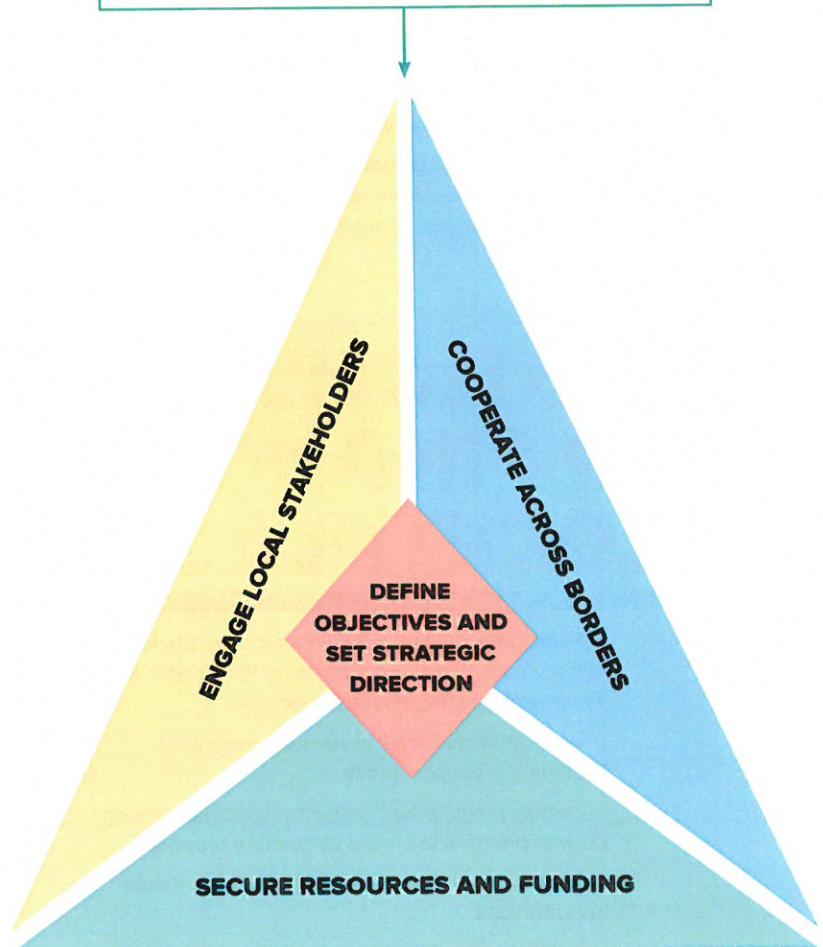 ENGAGE LOCAL STAKEHOLDERS
COOPERATE ACROSS BORDERS
DEFINE
OBJECTIVES AND
SET STRATEGIC
DIRECTION
SECURE RESOURCES AND FUNDING